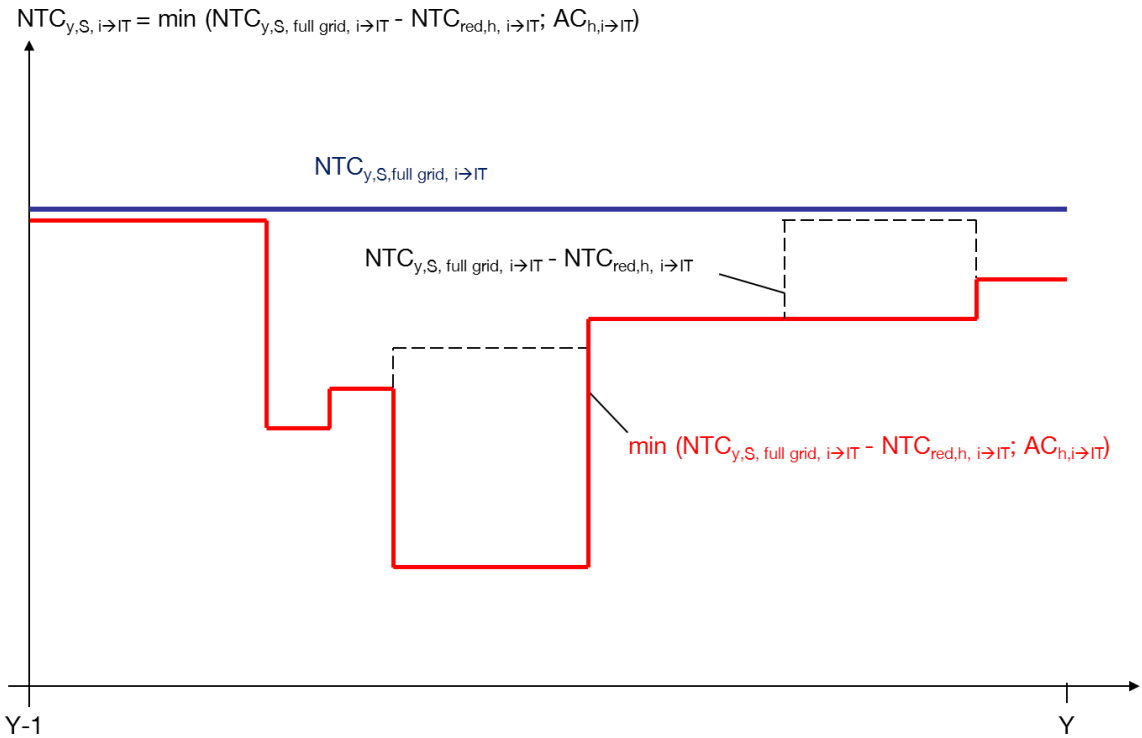 NTCy,S, i→IT = min (NTCy,S, full grid, i→IT - NTCred,h, i→IT; ACh,i→IT)
NTCy,S,full grid, i→IT
NTCy,S, full grid, i→IT - NTCred,h, i→IT
min (NTCy,S, full grid, i→IT - NTCred,h, i→IT; ACh,i→IT)
Y-1
Y